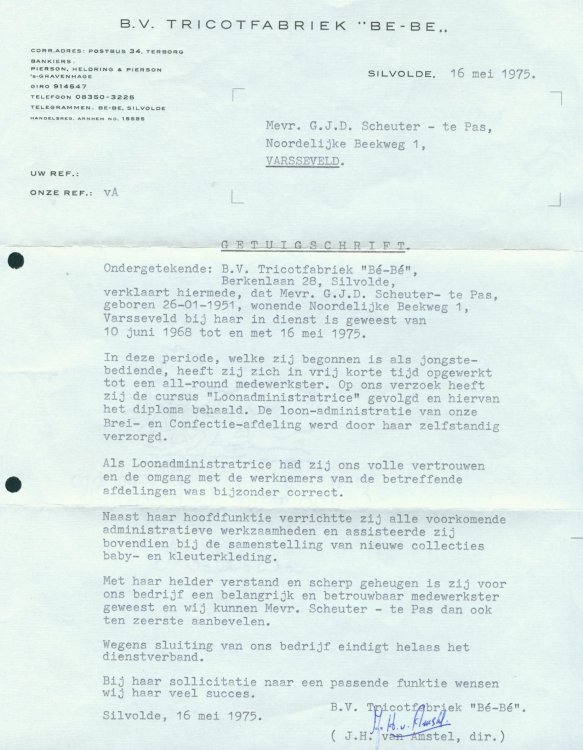 B.V. TRICOTFABRIEK "BE-BE„
CORR.ADRES: POSTBUS 34, TERBORG
BANKIERS:
PIERSON, HELDRING & PIERSON
's-GRAVENHAGE
GIRO 914647
TELEFOON 08350-3226
TELEGRAMMEN: BE-BE, SILVOLDE
HANDELSREG. ARNHEM NO. 15585
SILVOLDE, 16 mei 1975.
Mevr. G.J.D. Scheuter - te Pas,
Noordelijke Beekweg 1,
VARSSEVELD.
UW REF.:
ONZE REF.: vA
GETUIGSCHRIFT.
Ondergetekende: B.V. Tricotfabriek "Bé-Bé",
Berkenlaan 28, Silvolde,
verklaart hiermede, dat Mevr. G.J.D. Scheuter- te Pas,
geboren 26-01-1951, wonende Noordelijke Beekweg 1,
Varsseveld bij haar in dienst is geweest van
10 juni 1968 tot en met 16 mei 1975.
In deze periode, welke zij begonnen is als jongste-
bediende, heeft zij zich in vrij korte tijd opgewerkt
tot een all-round medewerkster. Op ons verzoek heeft
zij de cursus "Loonadministratrice" gevolgd en hiervan
het diploma behaald. De loon-administratie van onze
Brei- en Confectie-afdeling werd door haar zelfstandig
verzorgd.
Als Loonadministratrice had zij ons volle vertrouwen
en de omgang met de werknemers van de betreffende
afdelingen was bijzonder correct.
Naast haar hoofdfunktie verrichtte zij alle voorkomende
administratieve werkzaamheden en assisteerde zij
bovendien bij de samenstelling van nieuwe collecties
baby- en kleuterkleding.
Met haar helder verstand en scherp geheugen is zij voor
ons bedrijf een belangrijk en betrouwbaar medewerkster
geweest en wij kunnen Mevr. Scheuter - te Pas dan ook
ten zeerste aanbevelen.
Wegens sluiting van ons bedrijf eindigt helaas het
dienstverband.
Bij haar sollicitatie naar een passende funktie wensen
wij haar veel succes.
B.V. Tricotfabriek "Bé-Bé".
Silvolde, 16 mei 1975.
( J.H. van Amstel, dir.)